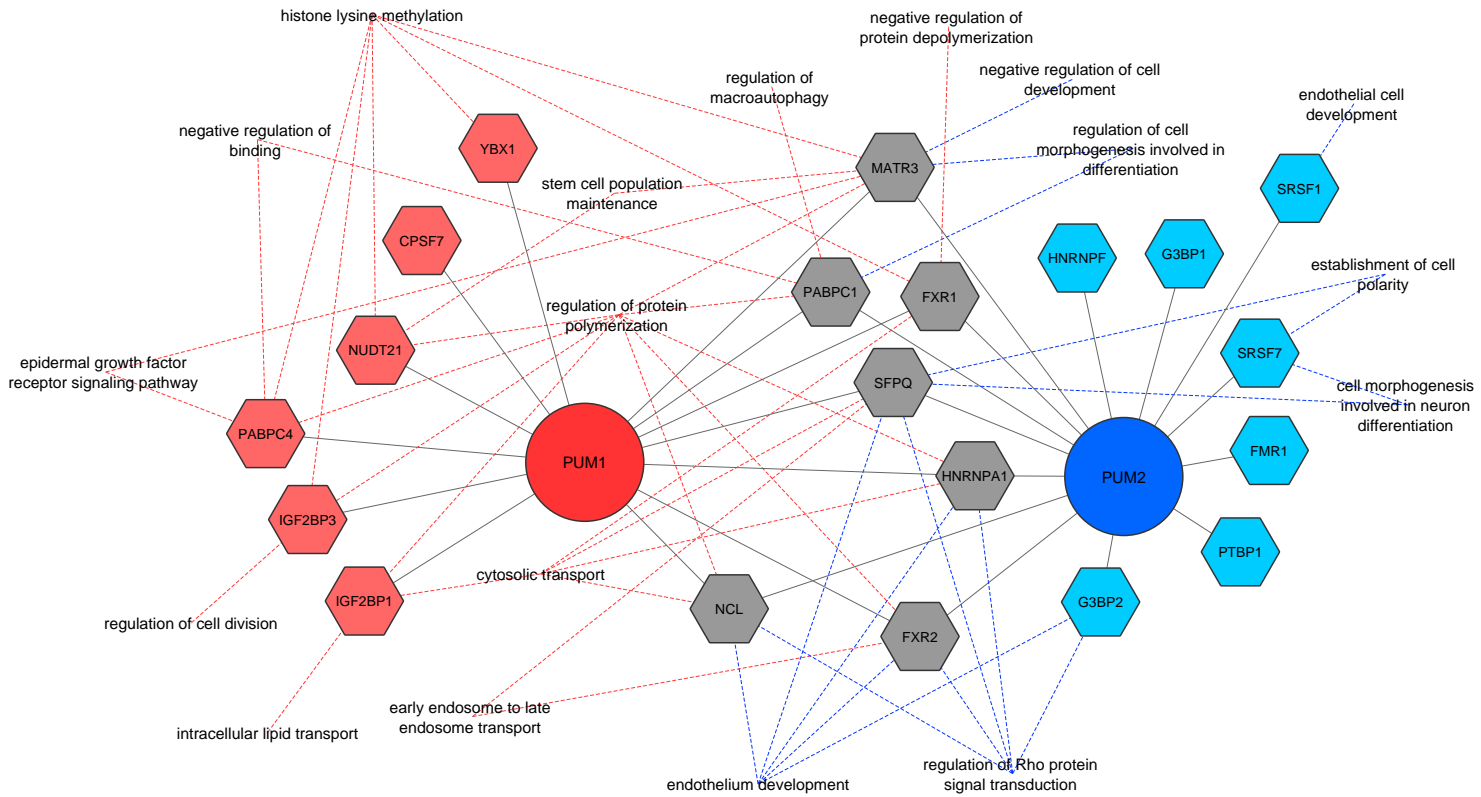 histone lysine methylation
negative regulation of
protein depolymerization
regulation of
macroautophagy
negative regulation of cell
development
endothelial cell
development
negative regulation of
binding
YBX1
regulation of cell
morphogenesis involved in
differentiation
MATR3
stem cell population
maintenance
SRSF1
CPSF7
HNRNPF
G3BP1
establishment of cell
polarity
PABPC1
FXR1
regulation of protein
polymerization
NUDT21
SRSF7
epidermal growth factor
receptor signaling pathway
SFPQ
cell morphogenesis
involved in neuron
differentiation
PABPC4
PUM1
HNRNPA1
PUM2
FMR1
IGF2BP3
PTBP1
cytosolic transport
IGF2BP1
NCL
G3BP2
regulation of cell division
FXR2
early endosome to late
endosome transport
intracellular lipid transport
endothelium development
regulation of Rho protein
signal transduction